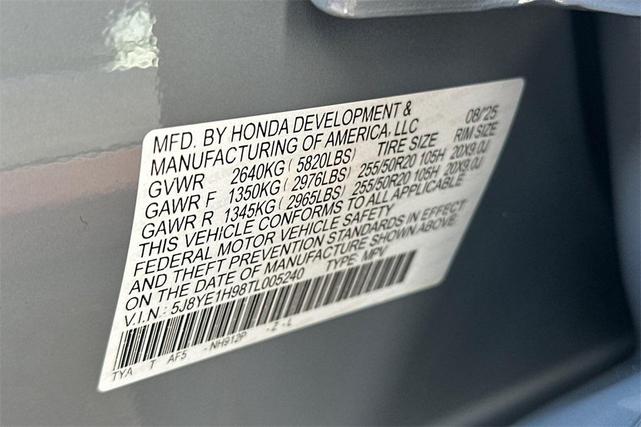 MFD. BY HONDA DEVELOPMENT & 08/'25
MANUFACTURING OF AMERICA, LLC
GVWR 2640KG ( 5820LBS) TIRE SIZE RIM SIZE
GAWR F 1350KG ( 2976LBS) 255/50R20 105H 20X9.0J
GAWR R 1345KG ( 2965LBS) 255/50R20 105H 20X9.0J
THIS VEHICLE CONFORMS TO ALL APPLICABLE
FEDERAL MOTOR VEHICLE SAFETY
AND THEFT PREVENTION STANDARDS IN EFFECT
ON THE DATE OF MANUFACTURE SHOWN ABOVE.
V.I.N.: 5J8YE1H98TL005240 TYPE: MPV
TYA T AF5 - NH912P - Z - L